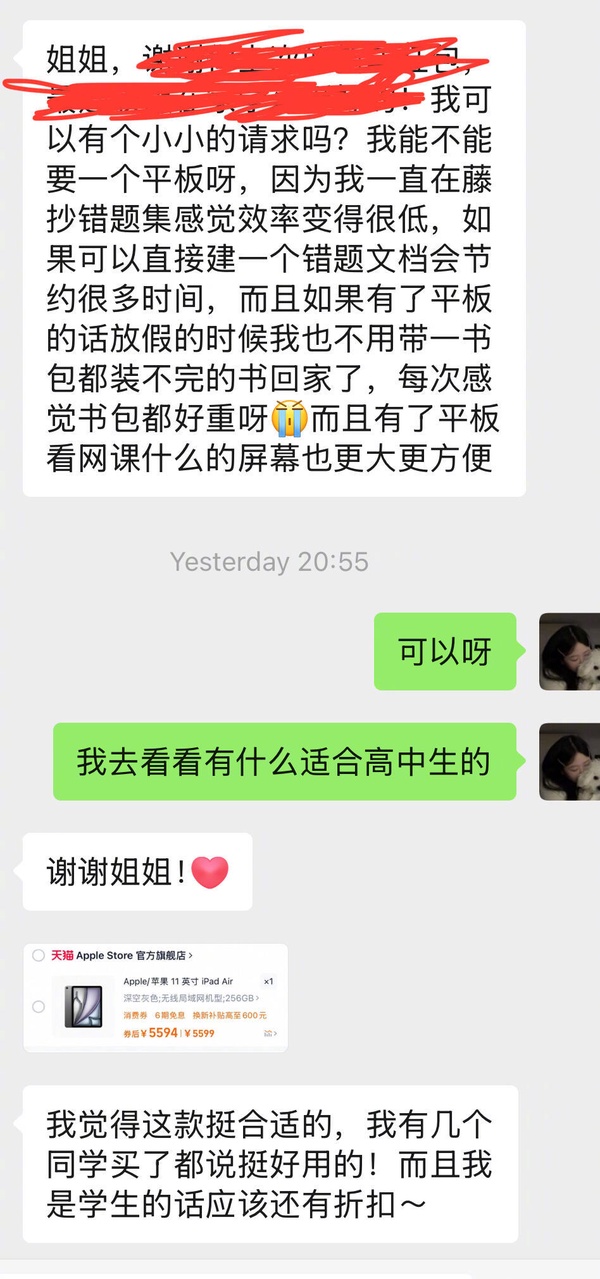 姐姐，
我可
以有个小小的请求吗？我能不能
要一个平板呀，因为我一直在藤
抄错题集感觉效率变得很低，如
果可以直接建一个错题文档会节
约很多时间，而且如果有了平板
的话放假的时候我也不用带一书
包都装不完的书回家了，每次感
觉书包都好重呀😭而且有了平板
看网课什么的屏幕也更大更方便
Yesterday 20:55
可以呀
我去看看有什么适合高中生的
谢谢姐姐！❤️
天猫 Apple Store 官方旗舰店>
Apple/苹果 11 英寸 iPad Air ×1
深空灰色;无线局域网机型;256GB>
消费券 6期免息 换新补贴高至600元
券后¥5594 | ¥5599
我觉得这款挺合适的，我有几个
同学买了都说挺好用的！而且我
是学生的话应该还有折扣～